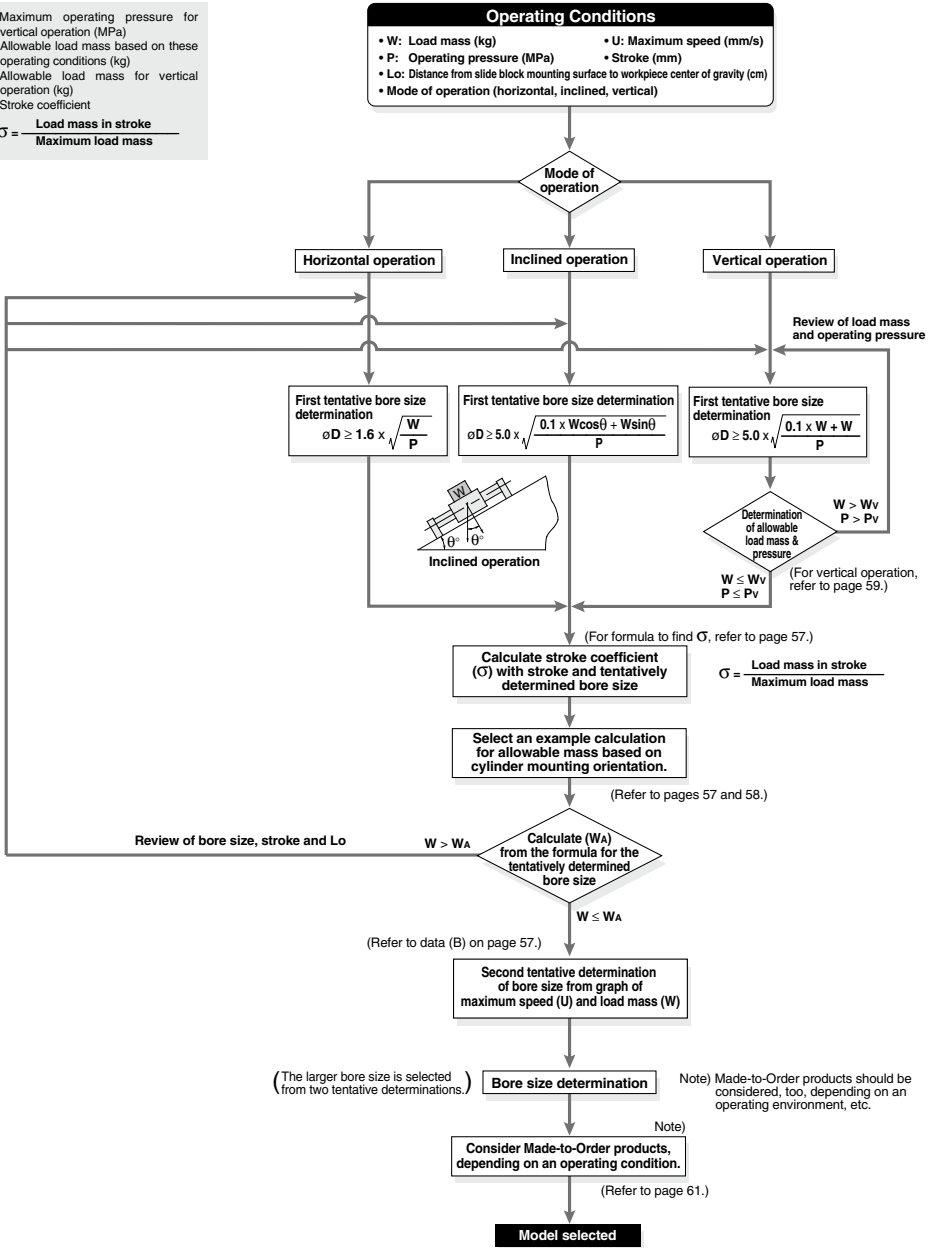 Maximum operating pressure for
vertical operation (MPa)
Allowable load mass based on these
operating conditions (kg)
Allowable load mass for vertical
operation (kg)
Stroke coefficient
σ = Load mass in stroke / Maximum load mass
Operating Conditions
• W: Load mass (kg)
• U: Maximum speed (mm/s)
• P: Operating pressure (MPa)
• Stroke (mm)
• Lo: Distance from slide block mounting surface to workpiece center of gravity (cm)
• Mode of operation (horizontal, inclined, vertical)
Mode of
operation
Horizontal operation
Inclined operation
Vertical operation
Review of load mass
and operating pressure
First tentative bore size
determination
øD ≥ 1.6 x √(W / P)
First tentative bore size determination
øD ≥ 5.0 x √((0.1 x Wcosθ + Wsinθ) / P)
First tentative bore size
determination
øD ≥ 5.0 x √((0.1 x W + W) / P)
W
θ° θ°
Inclined operation
Determination
of allowable
load mass &
pressure
W > Wv
P > Pv
(For vertical operation,
refer to page 59.)
W ≤ Wv
P ≤ Pv
(For formula to find σ, refer to page 57.)
Calculate stroke coefficient
(σ) with stroke and tentatively
determined bore size
σ = Load mass in stroke / Maximum load mass
Select an example calculation
for allowable mass based on
cylinder mounting orientation.
(Refer to pages 57 and 58.)
Review of bore size, stroke and Lo
W > WA
Calculate (WA)
from the formula for the
tentatively determined
bore size
W ≤ WA
(Refer to data (B) on page 57.)
Second tentative determination
of bore size from graph of
maximum speed (U) and load mass (W)
(The larger bore size is selected
from two tentative determinations.)
Bore size determination
Note) Made-to-Order products should be
considered, too, depending on an
operating environment, etc.
Note)
Consider Made-to-Order products,
depending on an operating condition.
(Refer to page 61.)
Model selected